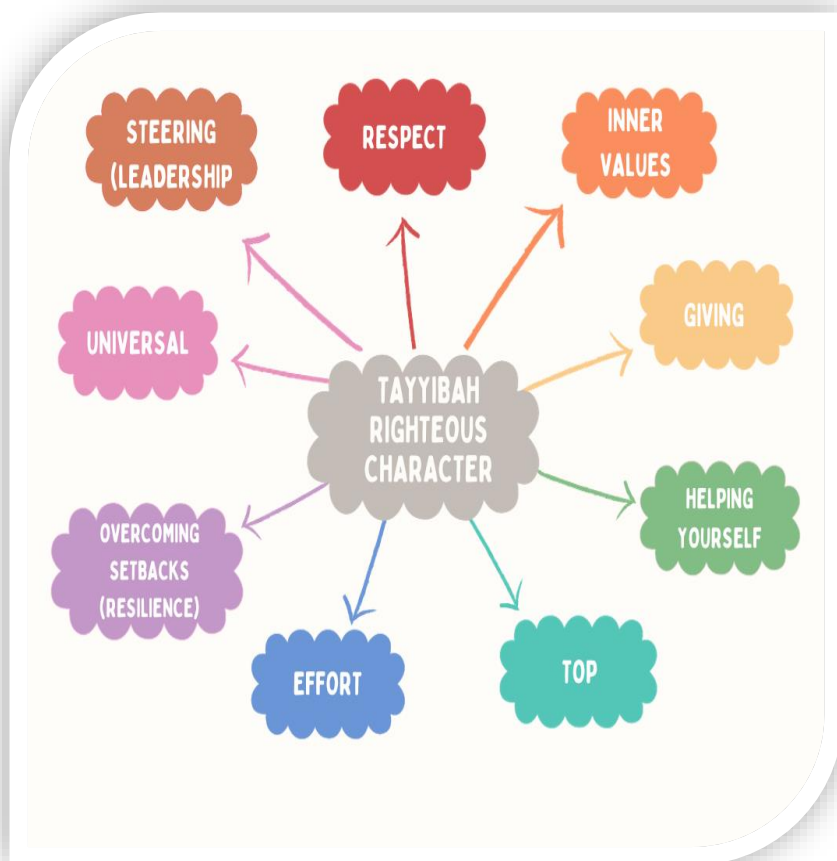 STEERING
(LEADERSHIP
RESPECT
INNER
VALUES
UNIVERSAL
GIVING
TAYYIBAH
RIGHTEOUS
CHARACTER
OVERCOMING
SETBACKS
(RESILIENCE)
HELPING
YOURSELF
EFFORT
TOP